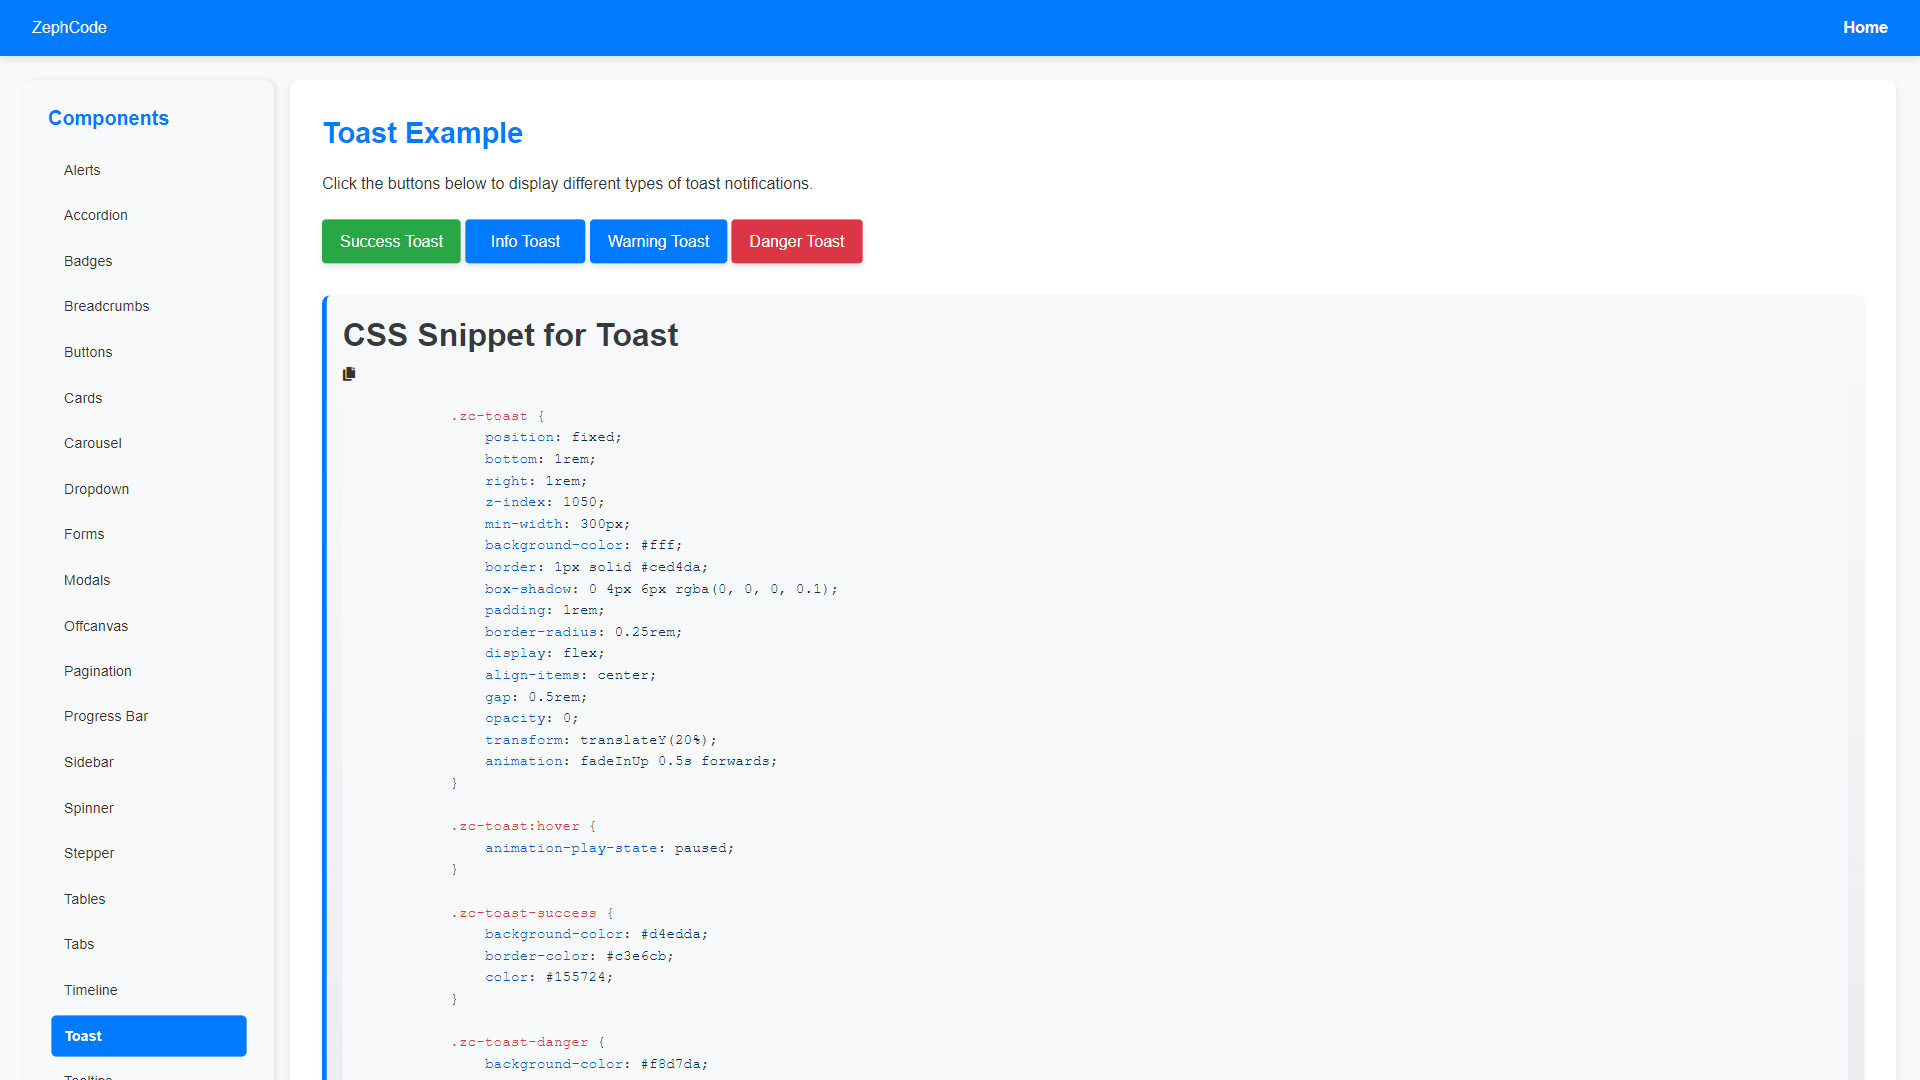 ZephCode
Home
Components
Alerts
Accordion
Badges
Breadcrumbs
Buttons
Cards
Carousel
Dropdown
Forms
Modals
Offcanvas
Pagination
Progress Bar
Sidebar
Spinner
Stepper
Tables
Tabs
Timeline
Toast
Toast Example
Click the buttons below to display different types of toast notifications.
Success Toast
Info Toast
Warning Toast
Danger Toast
CSS Snippet for Toast
.zc-toast {
    position: fixed;
    bottom: 1rem;
    right: 1rem;
    z-index: 1050;
    min-width: 300px;
    background-color: #fff;
    border: 1px solid #ced4da;
    box-shadow: 0 4px 6px rgba(0, 0, 0, 0.1);
    padding: 1rem;
    border-radius: 0.25rem;
    display: flex;
    align-items: center;
    gap: 0.5rem;
    opacity: 0;
    transform: translateY(20%);
    animation: fadeInUp 0.5s forwards;
}
.zc-toast:hover {
    animation-play-state: paused;
}
.zc-toast-success {
    background-color: #d4edda;
    border-color: #c3e6cb;
    color: #155724;
}
.zc-toast-danger {
    background-color: #f8d7da;